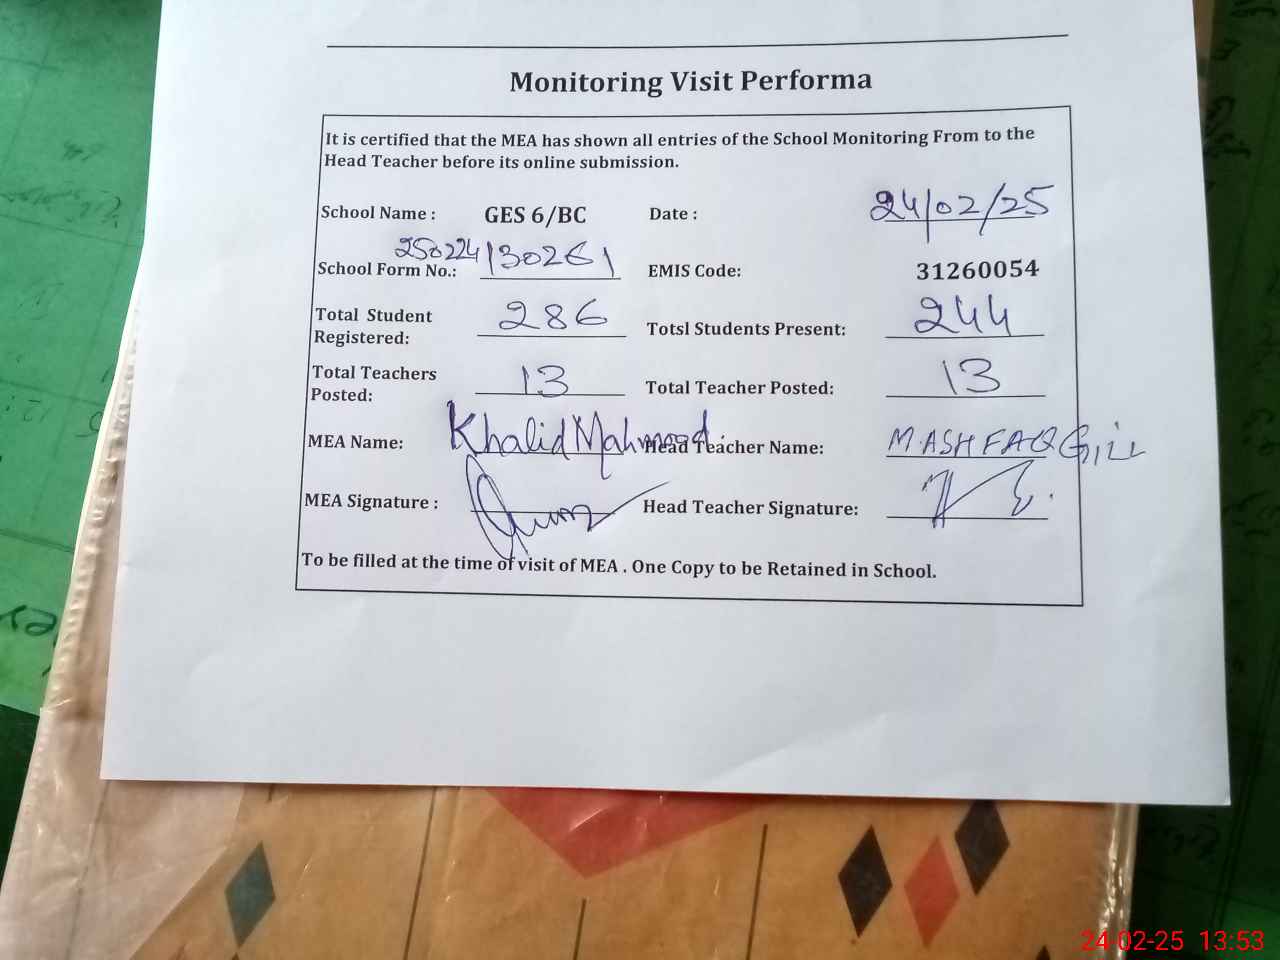 Monitoring Visit Performa
It is certified that the MEA has shown all entries of the School Monitoring From to the
Head Teacher before its online submission.
School Name : GES 6/BC Date : 24/02/25
School Form No.: 250224130261 EMIS Code: 31260054
Total Student Registered: 286 Totsl Students Present: 244
Total Teachers Posted: 13 Total Teacher Posted: 13
MEA Name: Khalid Mahmood Head Teacher Name: M.ASHFAQ GILL
MEA Signature : Head Teacher Signature:
To be filled at the time of visit of MEA . One Copy to be Retained in School.
24-02-25 13:53